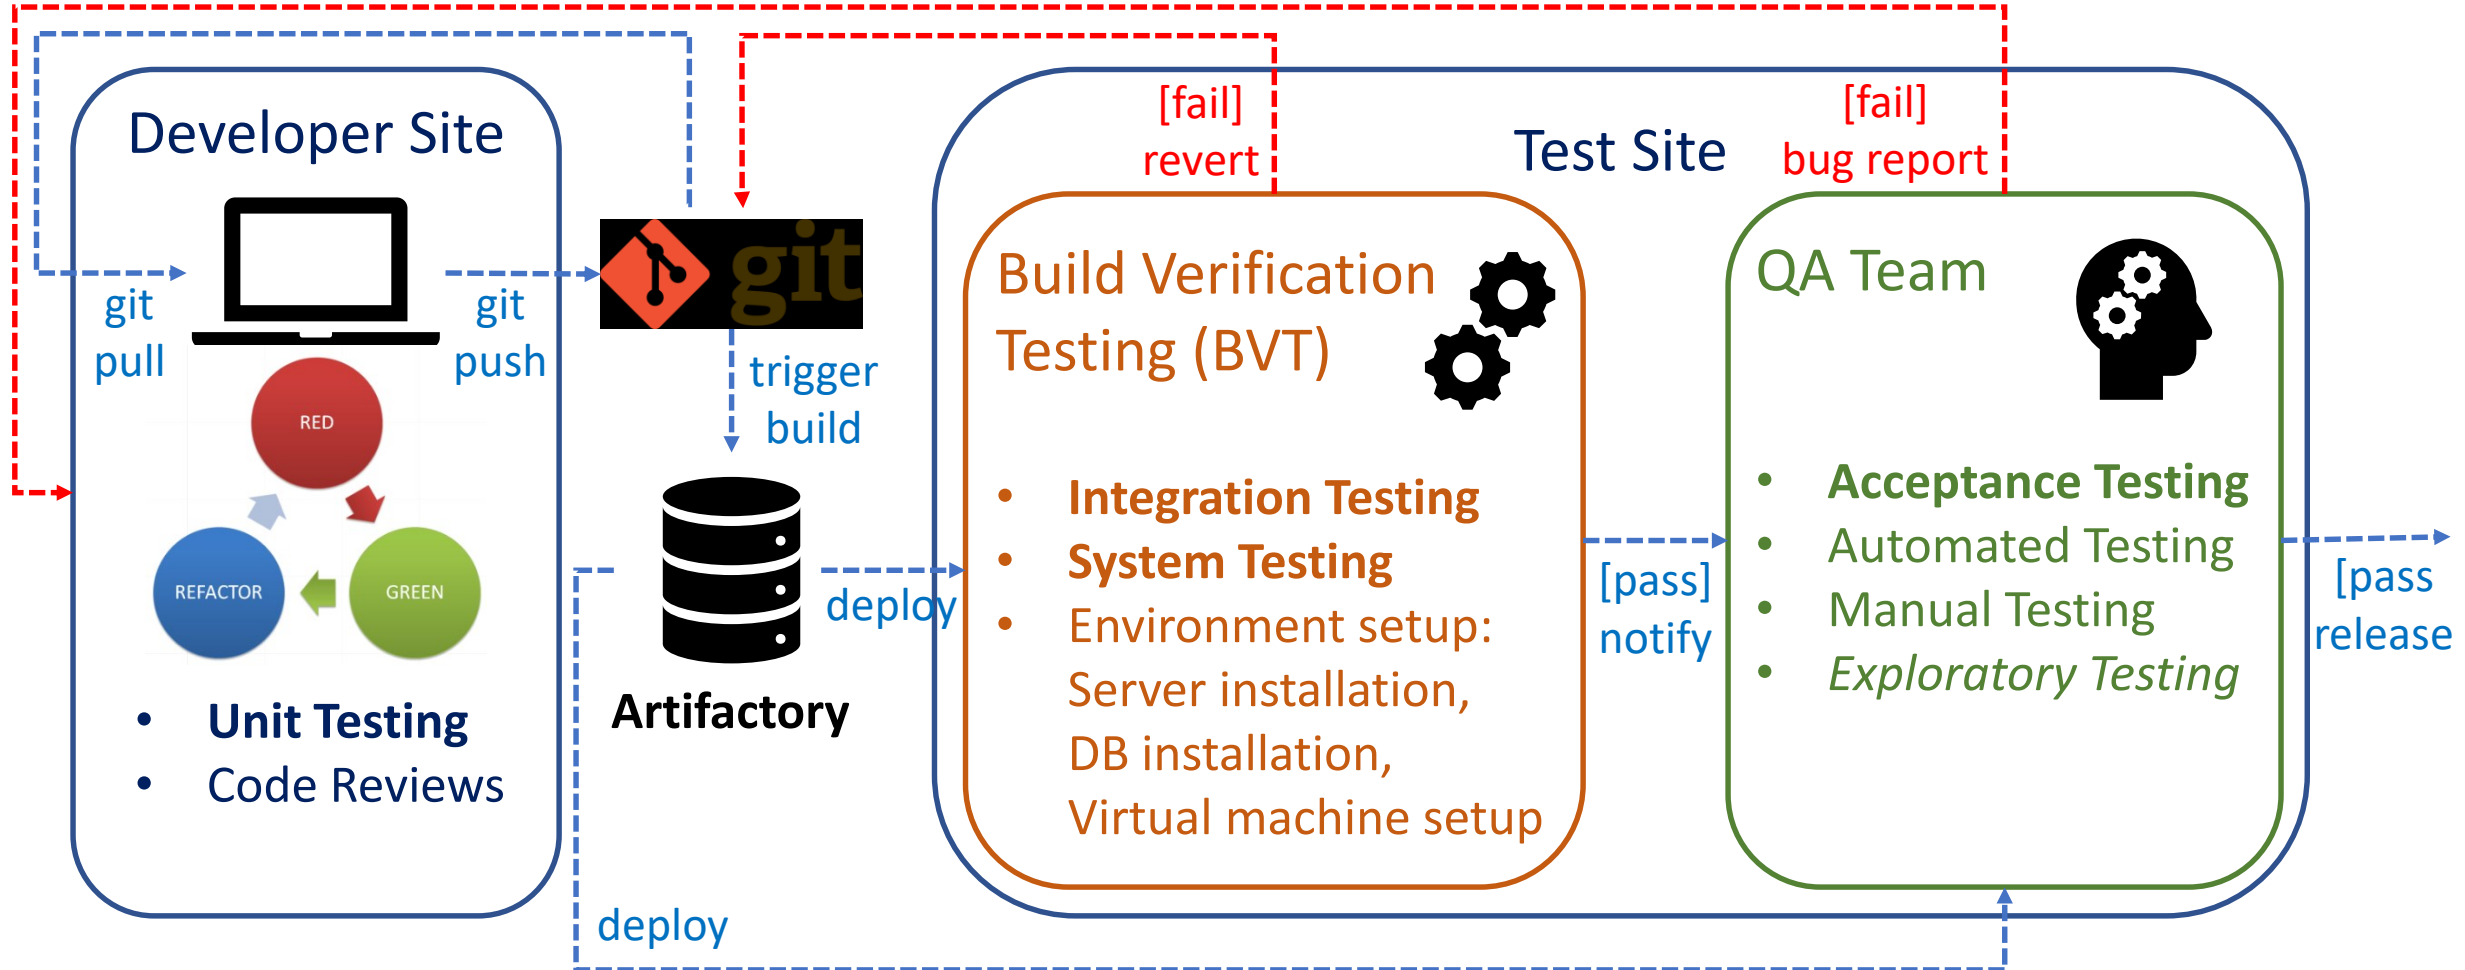 Developer Site
git
pull
git
push
RED
GREEN
REFACTOR
• Unit Testing
• Code Reviews
git
trigger
build
Artifactory
deploy
deploy
Test Site
[fail]
revert
Build Verification
Testing (BVT)
• Integration Testing
• System Testing
• Environment setup:
Server installation,
DB installation,
Virtual machine setup
[pass]
notify
[fail]
bug report
QA Team
• Acceptance Testing
• Automated Testing
• Manual Testing
• Exploratory Testing
[pass
release